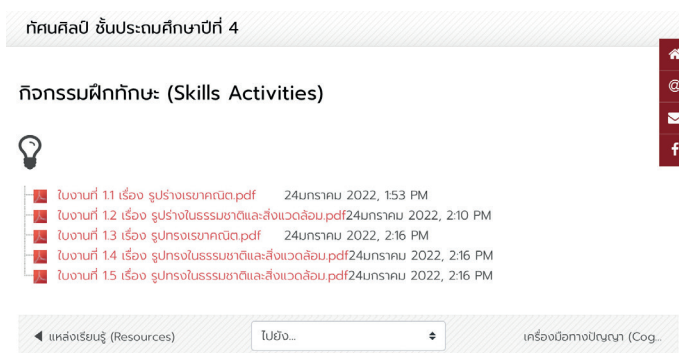 ทัศนศิลป์ ชั้นประถมศึกษาปีที่ 4
กิจกรรมฝึกทักษะ (Skills Activities)
ใบงานที่ 1.1 เรื่อง รูปร่างเรขาคณิต.pdf 24มกราคม 2022, 1:53 PM
ใบงานที่ 1.2 เรื่อง รูปร่างในธรรมชาติและสิ่งแวดล้อม.pdf24มกราคม 2022, 2:10 PM
ใบงานที่ 1.3 เรื่อง รูปทรงเรขาคณิต.pdf 24มกราคม 2022, 2:16 PM
ใบงานที่ 1.4 เรื่อง รูปทรงในธรรมชาติและสิ่งแวดล้อม.pdf24มกราคม 2022, 2:16 PM
ใบงานที่ 1.5 เรื่อง รูปทรงในธรรมชาติและสิ่งแวดล้อม.pdf24มกราคม 2022, 2:16 PM
◀ แหล่งเรียนรู้ (Resources) ไปยัง... เครื่องมือทางปัญญา (Cog...